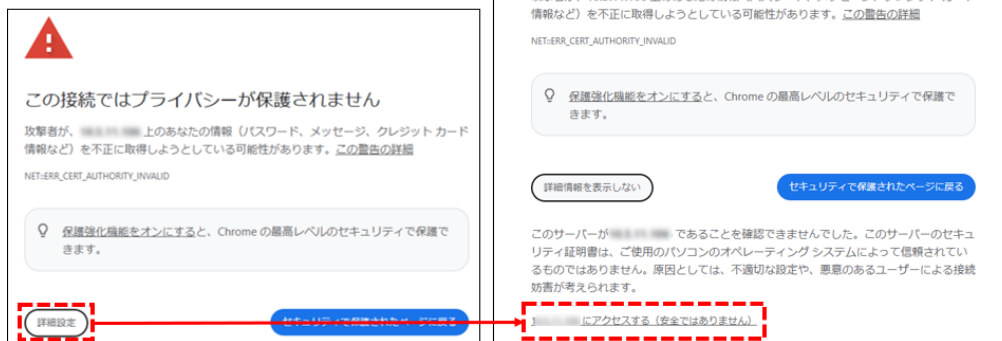 この接続ではプライバシーが保護されません
攻撃者が、 上のあなたの情報（パスワード、メッセージ、クレジット カード
情報など）を不正に取得しようとしている可能性があります。この警告の詳細
NET::ERR_CERT_AUTHORITY_INVALID
保護強化機能をオンにすると、Chrome の最高レベルのセキュリティで保護で
きます。
詳細設定
セキュリティで保護されたページに戻る
情報など）を不正に取得しようとしている可能性があります。この警告の詳細
NET::ERR_CERT_AUTHORITY_INVALID
保護強化機能をオンにすると、Chrome の最高レベルのセキュリティで保護で
きます。
詳細情報を表示しない
セキュリティで保護されたページに戻る
このサーバーが であることを確認できませんでした。このサーバーのセキュ
リティ証明書は、ご使用のパソコンのオペレーティング システムによって信頼されてい
るものではありません。原因としては、不適切な設定や、悪意のあるユーザーによる接続
妨害が考えられます。
にアクセスする（安全ではありません）